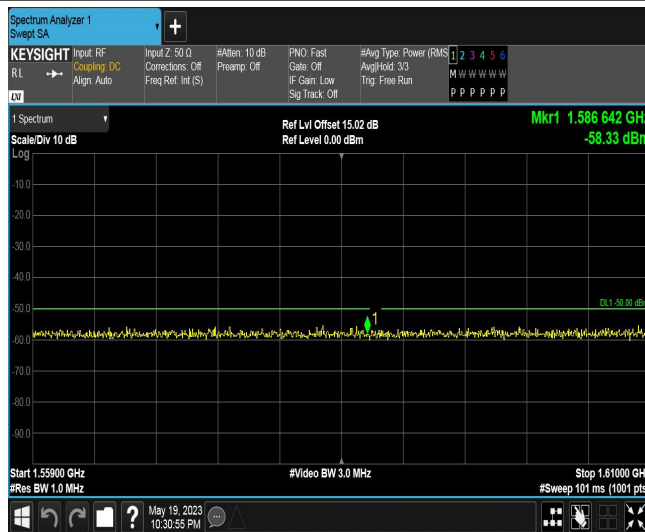 Spectrum Analyzer 1
Swept SA
+
KEYSIGHT
RL
LXI
Input: RF
Coupling: DC
Align: Auto
Input Z: 50 Ω
Corrections: Off
Freq Ref: Int (S)
#Atten: 10 dB
Preamp: Off
PNO: Fast
Gate: Off
IF Gain: Low
Sig Track: Off
#Avg Type: Power (RMS
Avg|Hold: 3/3
Trig: Free Run
1 2 3 4 5 6
M W W W W W
P P P P P P
1 Spectrum
Scale/Div 10 dB
Log
Ref Lvl Offset 15.02 dB
Ref Level 0.00 dBm
Mkr1 1.586 642 GHz
-58.33 dBm
-10.0
-20.0
-30.0
-40.0
-50.0
DL1 -50.00 dBm
1
-60.0
-70.0
-80.0
-90.0
Start 1.55900 GHz
#Res BW 1.0 MHz
#Video BW 3.0 MHz
Stop 1.61000 GHz
#Sweep 101 ms (1001 pts
?
May 19, 2023
10:30:55 PM